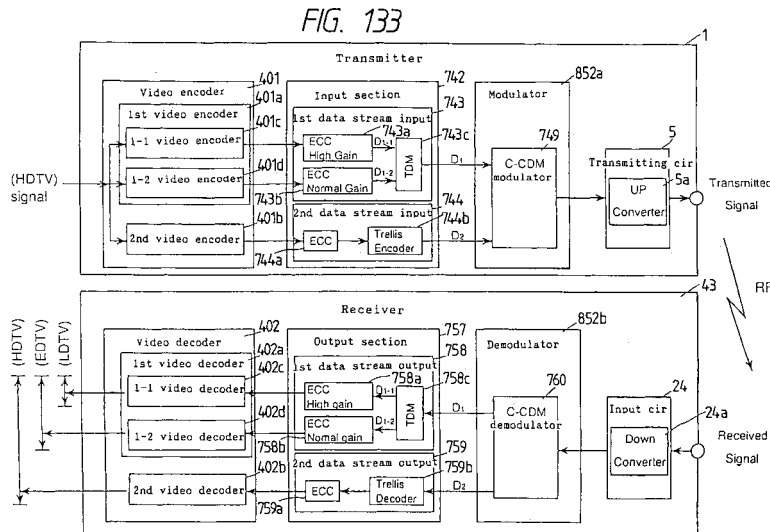 FIG. 133
1
Transmitter
401
Video encoder
401a
1st video encoder
401c
1-1 video encoder
401d
1-2 video encoder
401b
2nd video encoder
(HDTV)
signal
742
Input section
743
1st data stream input
743a
ECC
High Gain
D1-1
743c
TDM
ECC
Normal Gain
D1-2
743b
744
2nd data stream input
744b
ECC
744a
Trellis
Encoder
D1
D2
852a
Modulator
749
C-CDM
modulator
5
Transmitting cir
5a
UP
Converter
Transmitted
Signal
RF
43
Receiver
(HDTV)
(EDTV)
(LDTV)
402
Video decoder
402a
1st video decoder
402c
1-1 video decoder
402d
1-2 video decoder
402b
2nd video decoder
757
Output section
758
1st data stream output
758a
ECC
High gain
D1-1
758c
TDM
ECC
Normal gain
D1-2
758b
759
2nd data stream output
759b
ECC
759a
Trellis
Decoder
D1
D2
852b
Demodulator
760
C-CDM
demodulator
24
Input cir
24a
Down
Converter
Received
Signal